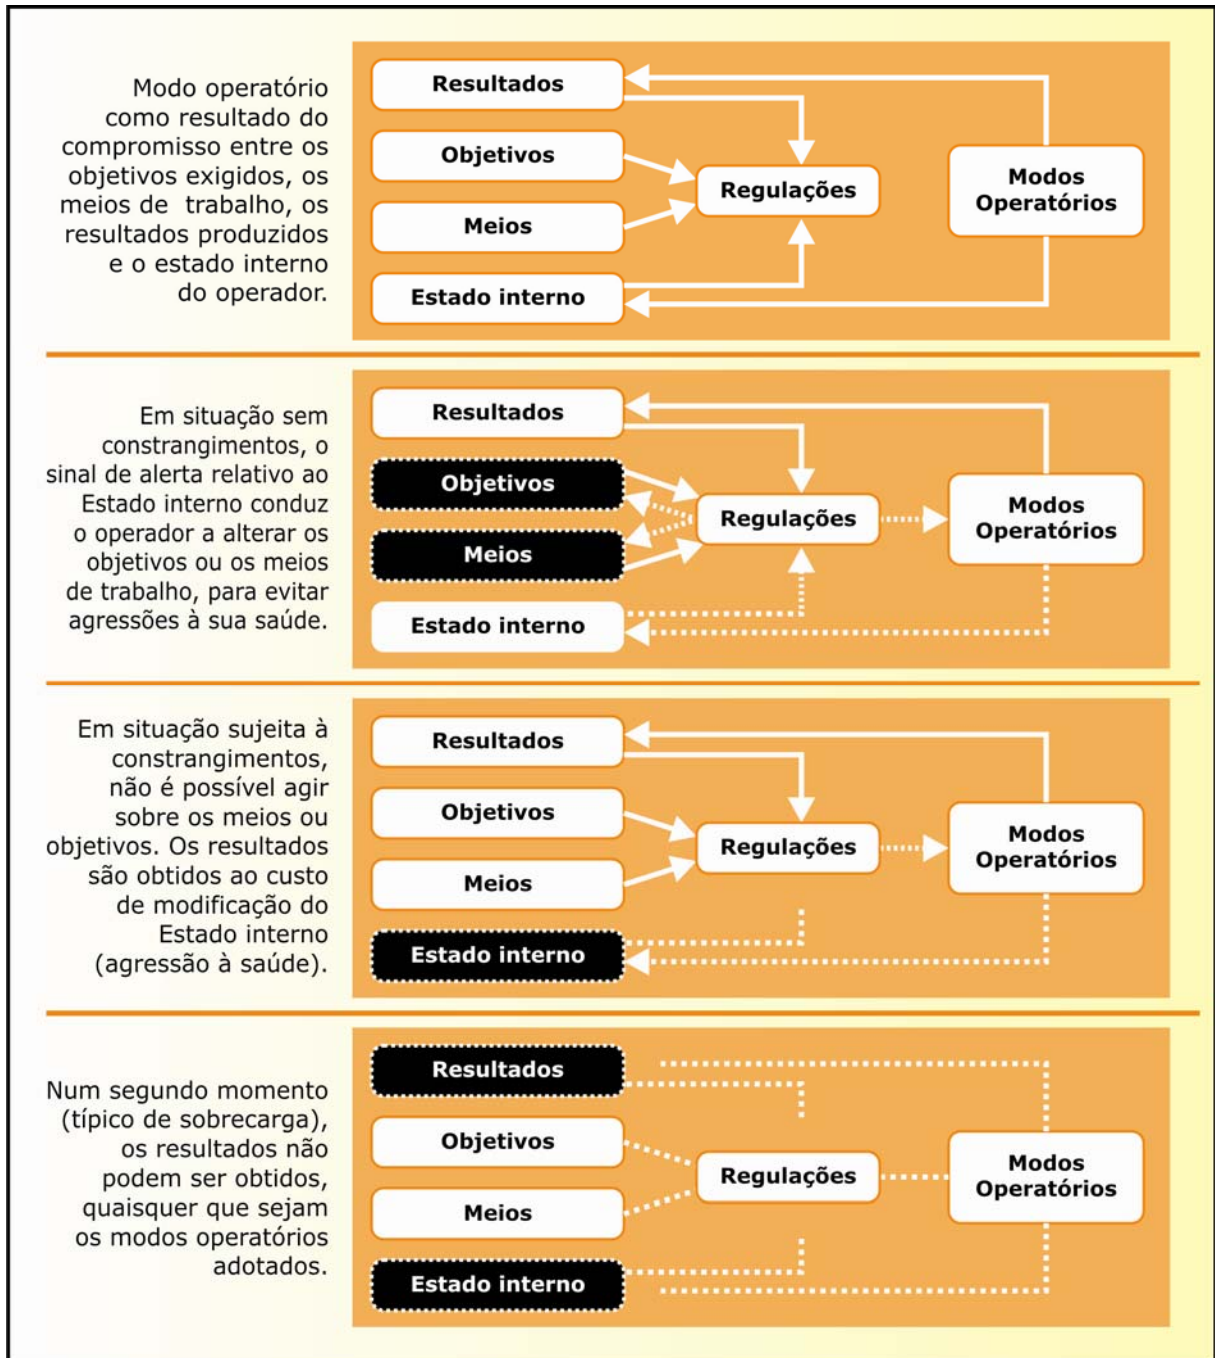 Modo operatório
como resultado do
compromisso entre os
objetivos exigidos, os
meios de trabalho, os
resultados produzidos
e o estado interno
do operador.
Resultados
Objetivos
Meios
Estado interno
Regulações
Modos
Operatórios
Em situação sem
constrangimentos, o
sinal de alerta relativo ao
Estado interno conduz
o operador a alterar os
objetivos ou os meios
de trabalho, para evitar
agressões à sua saúde.
Resultados
Objetivos
Meios
Estado interno
Regulações
Modos
Operatórios
Em situação sujeita à
constrangimentos,
não é possível agir
sobre os meios ou
objetivos. Os resultados
são obtidos ao custo
de modificação do
Estado interno
(agressão à saúde).
Resultados
Objetivos
Meios
Estado interno
Regulações
Modos
Operatórios
Num segundo momento
(típico de sobrecarga),
os resultados não
podem ser obtidos,
quaisquer que sejam
os modos operatórios
adotados.
Resultados
Objetivos
Meios
Estado interno
Regulações
Modos
Operatórios